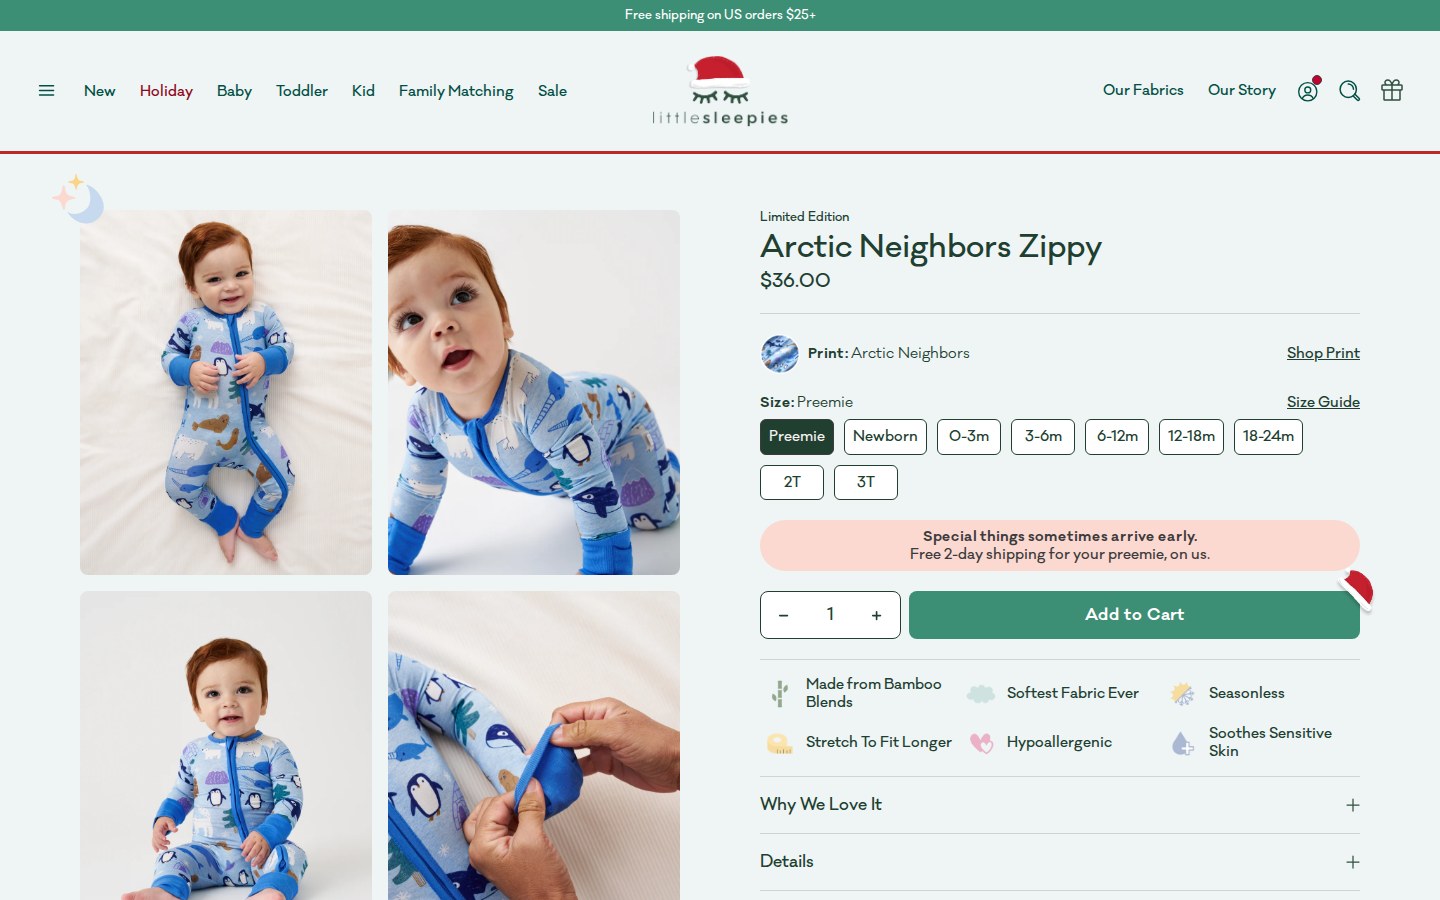 Free shipping on US orders $25+
New
Holiday
Baby
Toddler
Kid
Family Matching
Sale
littlesleepies
Our Fabrics
Our Story
Limited Edition
Arctic Neighbors Zippy
$36.00
Print: Arctic Neighbors
Shop Print
Size: Preemie
Size Guide
Preemie
Newborn
0-3m
3-6m
6-12m
12-18m
18-24m
2T
3T
Special things sometimes arrive early.
Free 2-day shipping for your preemie, on us.
− 1 +
Add to Cart
Made from Bamboo
Blends
Softest Fabric Ever
Seasonless
Stretch To Fit Longer
Hypoallergenic
Soothes Sensitive
Skin
Why We Love It
Details